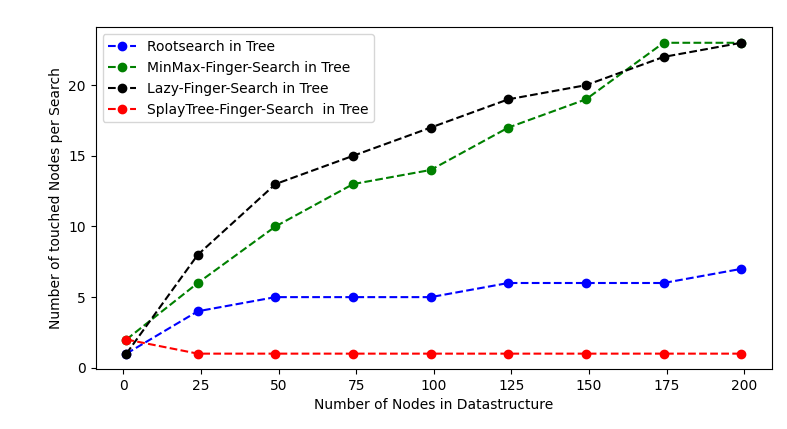 Rootsearch in Tree
MinMax-Finger-Search in Tree
Lazy-Finger-Search in Tree
SplayTree-Finger-Search  in Tree
Number of touched Nodes per Search
20
15
10
5
0
0 25 50 75 100 125 150 175 200
Number of Nodes in Datastructure